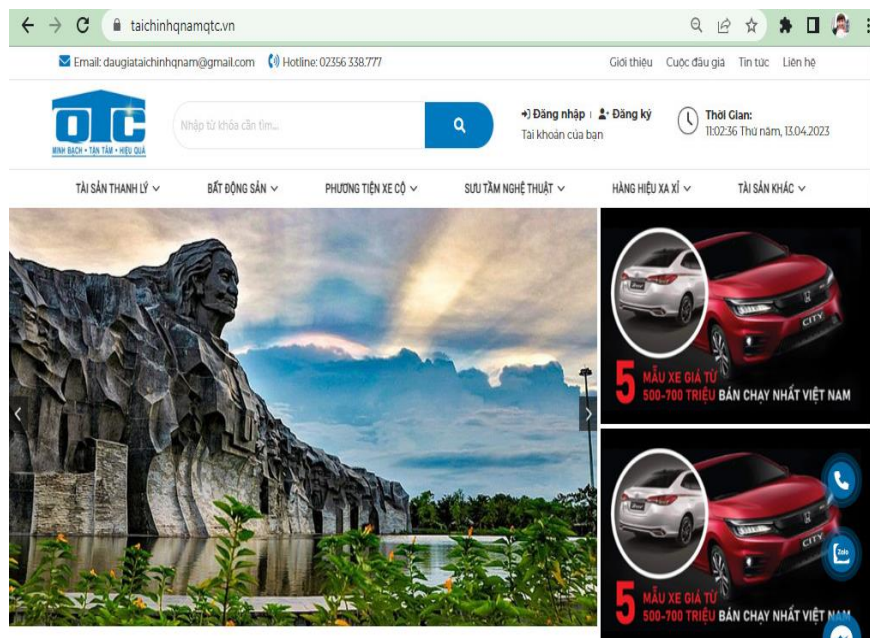 taichinhqnamqtc.vn
Email: daugiataichinhqnam@gmail.com Hotline: 02356 338.777 Giới thiệu Cuộc đấu giá Tin tức Liên hệ
QTC
MINH BẠCH • TẬN TÂM • HIỆU QUẢ
Nhập từ khóa cần tìm...
Đăng nhập | Đăng ký
Tài khoản của bạn
Thời Gian:
11:02:36 Thứ năm, 13.04.2023
TÀI SẢN THANH LÝ BẤT ĐỘNG SẢN PHƯƠNG TIỆN XE CỘ SƯU TẦM NGHỆ THUẬT HÀNG HIỆU XA XỈ TÀI SẢN KHÁC
CITY
5 MẪU XE GIÁ TỪ
500-700 TRIỆU BÁN CHẠY NHẤT VIỆT NAM
CITY
5 MẪU XE GIÁ TỪ
500-700 TRIỆU BÁN CHẠY NHẤT VIỆT NAM
Zalo